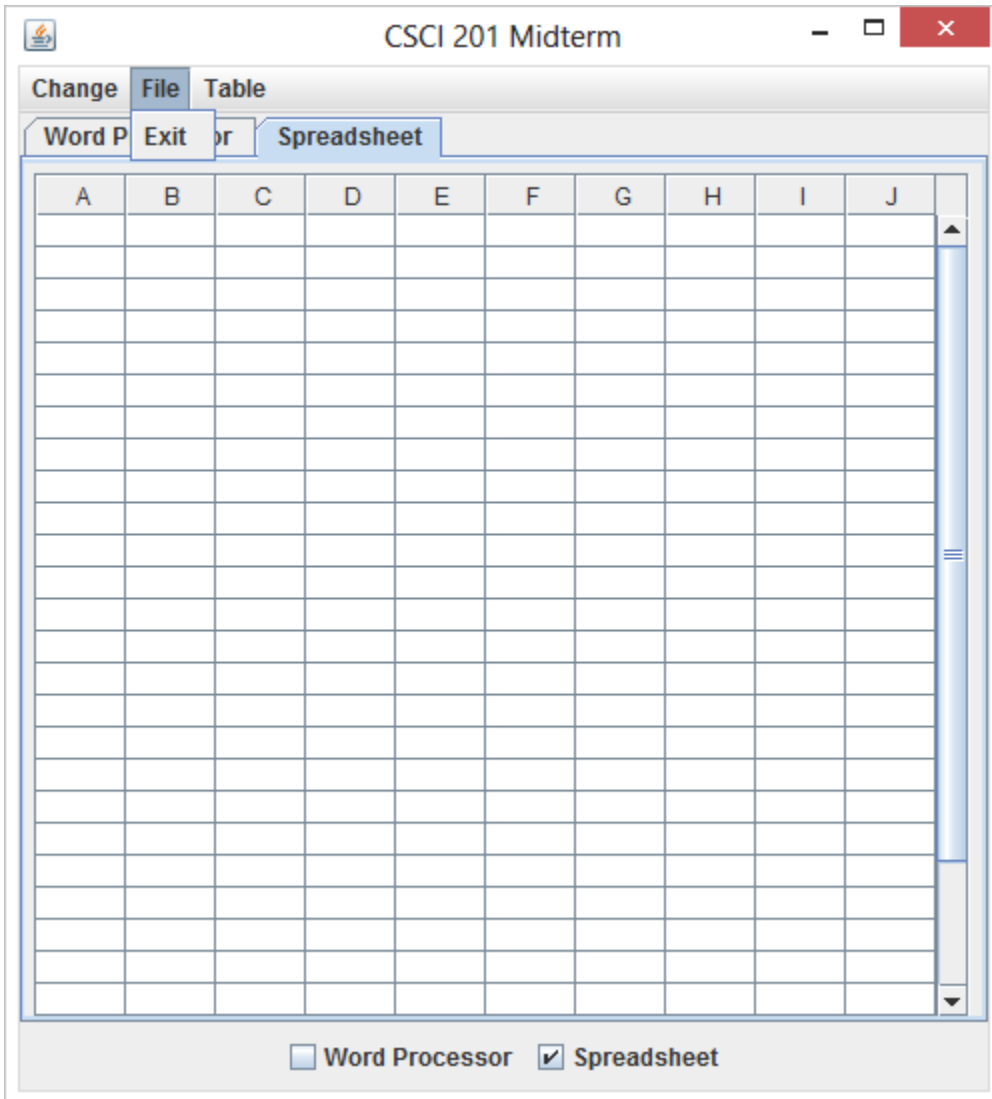 CSCI 201 Midterm
Change File Table
Word P Exit or Spreadsheet
A B C D E F G H I J
Word Processor Spreadsheet